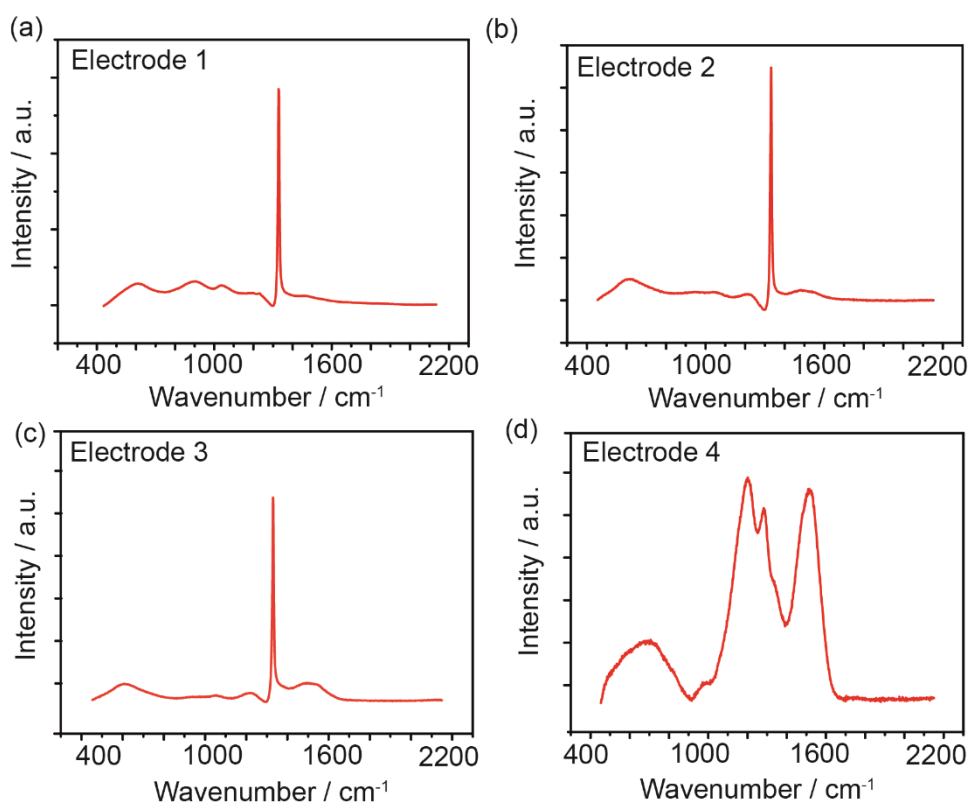 (a)
Electrode 1
Intensity / a.u.
400 1000 1600 2200
Wavenumber / cm⁻¹
(b)
Electrode 2
Intensity / a.u.
400 1000 1600 2200
Wavenumber / cm⁻¹
(c)
Electrode 3
Intensity / a.u.
400 1000 1600 2200
Wavenumber / cm⁻¹
(d)
Electrode 4
Intensity / a.u.
400 1000 1600 2200
Wavenumber / cm⁻¹